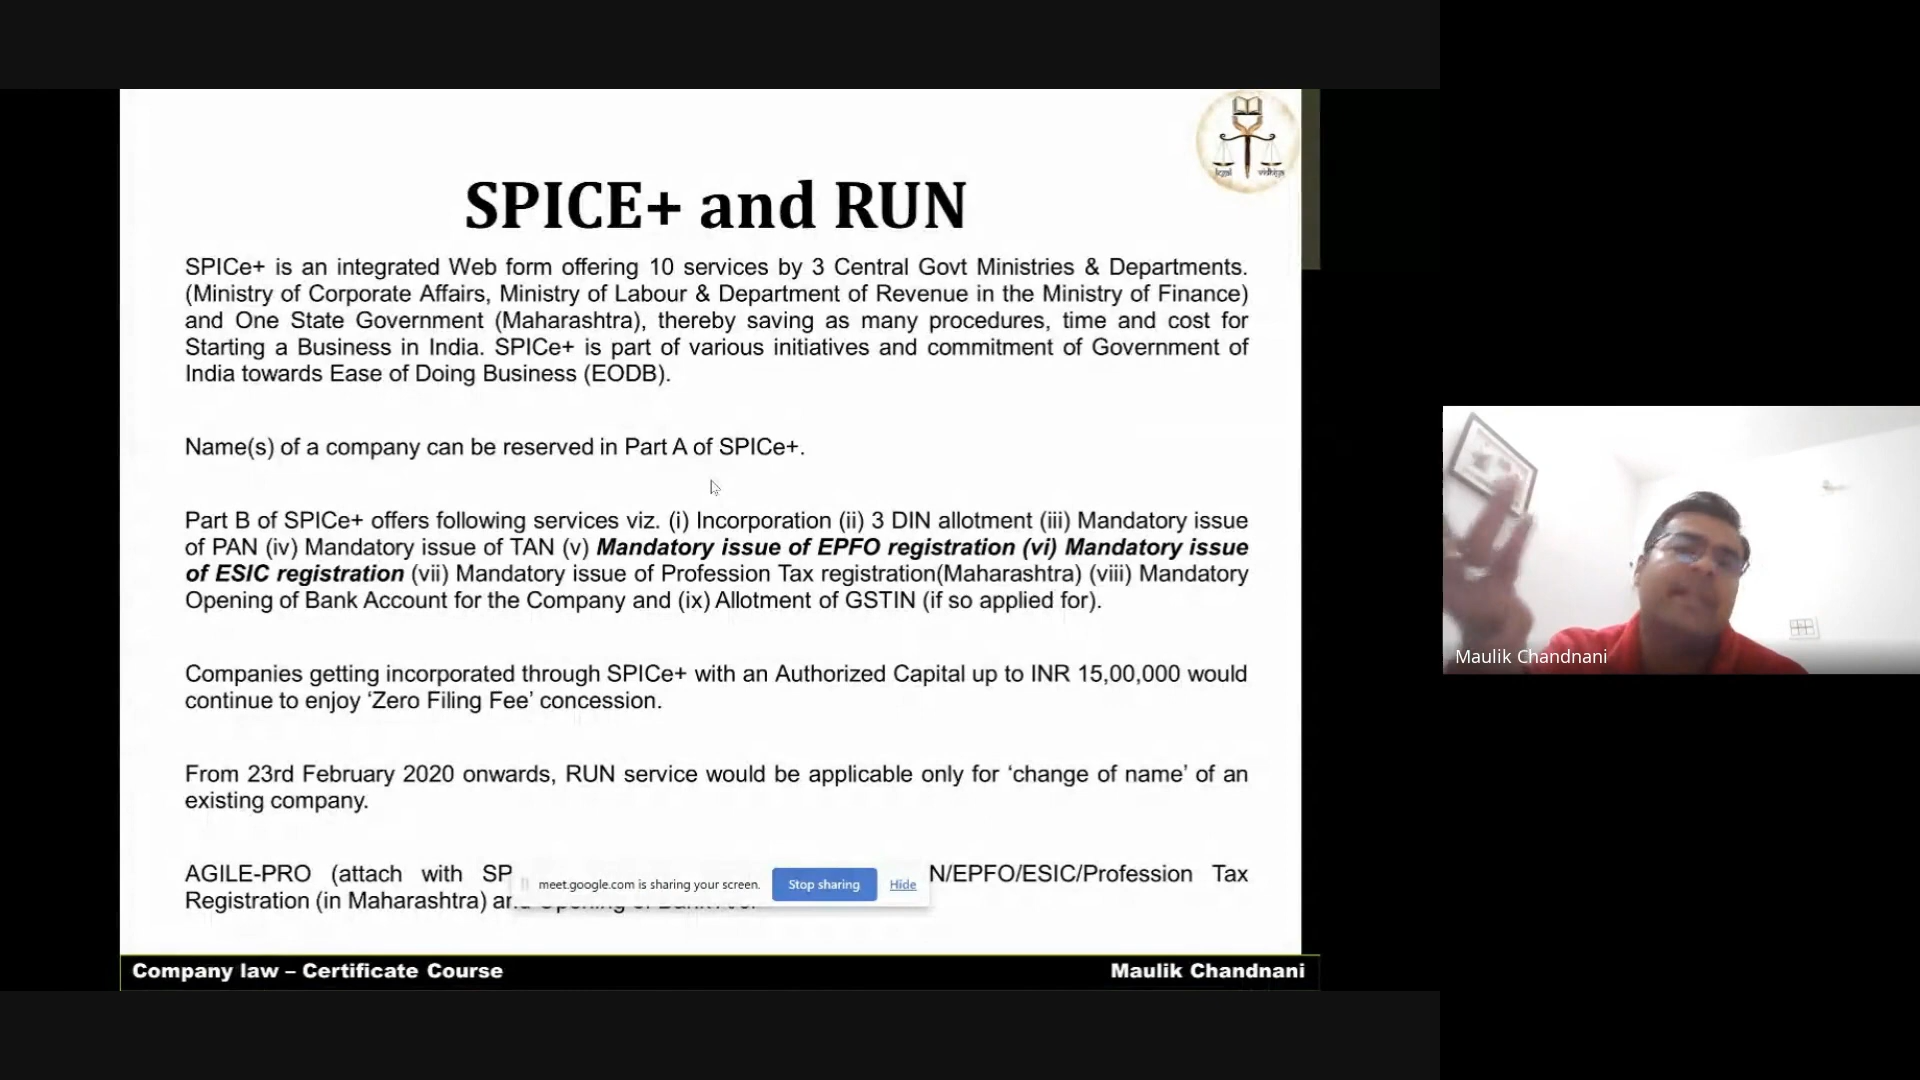 legal vidhiya
SPICE+ and RUN
SPICe+ is an integrated Web form offering 10 services by 3 Central Govt Ministries & Departments.
(Ministry of Corporate Affairs, Ministry of Labour & Department of Revenue in the Ministry of Finance)
and One State Government (Maharashtra), thereby saving as many procedures, time and cost for
Starting a Business in India. SPICe+ is part of various initiatives and commitment of Government of
India towards Ease of Doing Business (EODB).
Name(s) of a company can be reserved in Part A of SPICe+.
Part B of SPICe+ offers following services viz. (i) Incorporation (ii) 3 DIN allotment (iii) Mandatory issue
of PAN (iv) Mandatory issue of TAN (v) Mandatory issue of EPFO registration (vi) Mandatory issue
of ESIC registration (vii) Mandatory issue of Profession Tax registration(Maharashtra) (viii) Mandatory
Opening of Bank Account for the Company and (ix) Allotment of GSTIN (if so applied for).
Companies getting incorporated through SPICe+ with an Authorized Capital up to INR 15,00,000 would
continue to enjoy ‘Zero Filing Fee’ concession.
From 23rd February 2020 onwards, RUN service would be applicable only for ‘change of name’ of an
existing company.
AGILE-PRO (attach with SP N/EPFO/ESIC/Profession Tax
Registration (in Maharashtra)
meet.google.com is sharing your screen. Stop sharing Hide
Company law – Certificate Course Maulik Chandnani
Maulik Chandnani